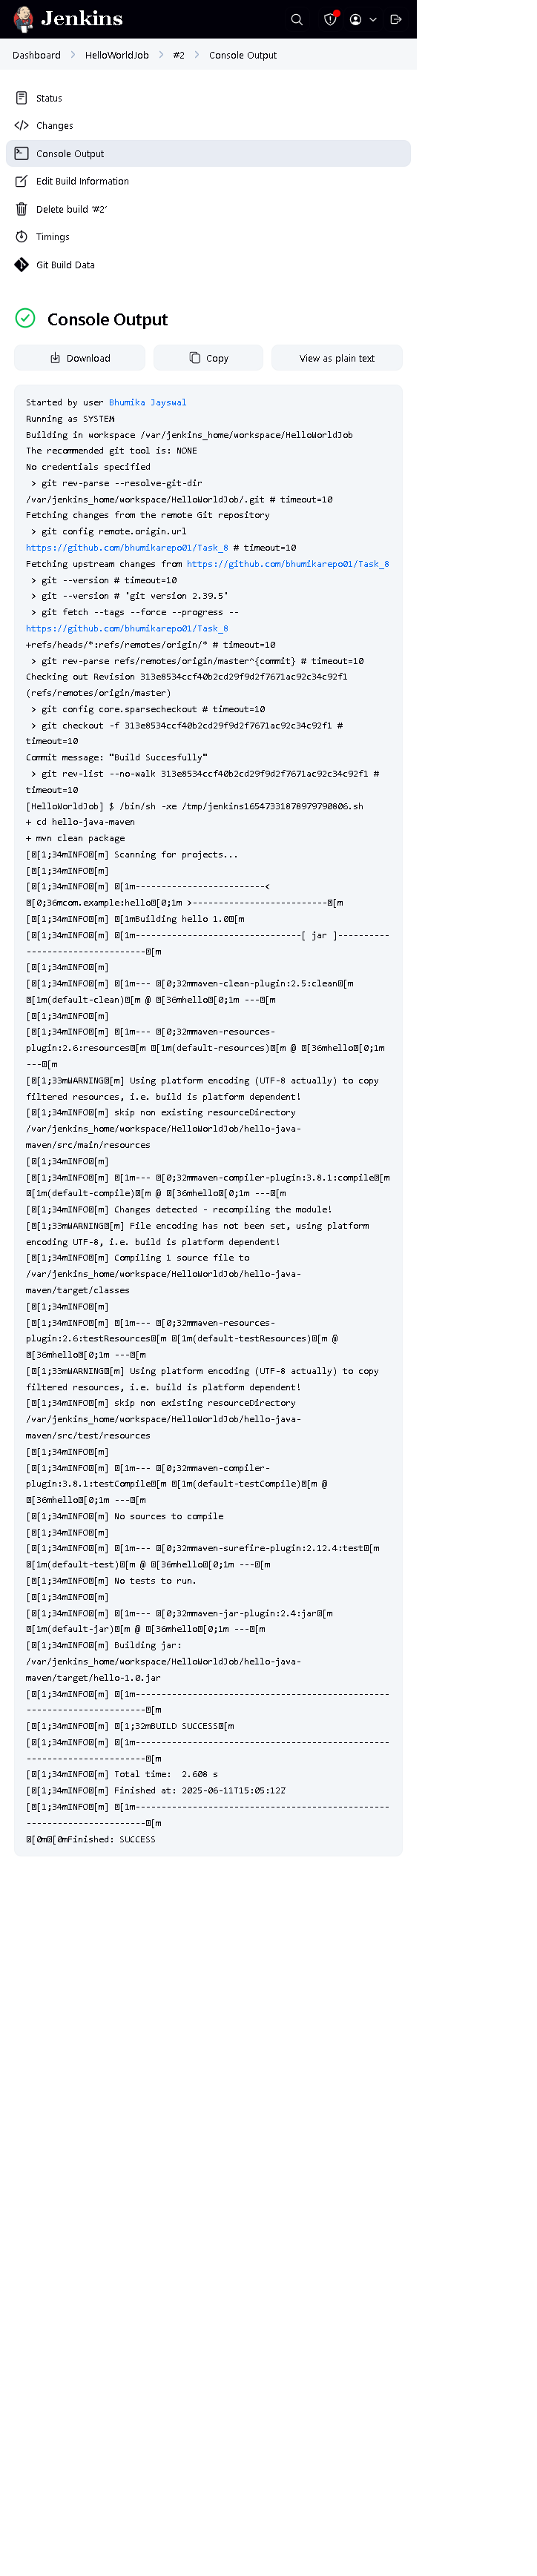 Jenkins
Dashboard > HelloWorldJob > #2 > Console Output
Status
Changes
Console Output
Edit Build Information
Delete build ‘#2’
Timings
Git Build Data
Console Output
Download Copy View as plain text
Started by user Bhumika Jayswal
Running as SYSTEM
Building in workspace /var/jenkins_home/workspace/HelloWorldJob
The recommended git tool is: NONE
No credentials specified
> git rev-parse --resolve-git-dir
/var/jenkins_home/workspace/HelloWorldJob/.git # timeout=10
Fetching changes from the remote Git repository
> git config remote.origin.url
https://github.com/bhumikarepo01/Task_8 # timeout=10
Fetching upstream changes from https://github.com/bhumikarepo01/Task_8
> git --version # timeout=10
> git --version # 'git version 2.39.5'
> git fetch --tags --force --progress --
https://github.com/bhumikarepo01/Task_8
+refs/heads/*:refs/remotes/origin/* # timeout=10
> git rev-parse refs/remotes/origin/master^{commit} # timeout=10
Checking out Revision 313e8534ccf40b2cd29f9d2f7671ac92c34c92f1
(refs/remotes/origin/master)
> git config core.sparsecheckout # timeout=10
> git checkout -f 313e8534ccf40b2cd29f9d2f7671ac92c34c92f1 #
timeout=10
Commit message: "Build Succesfully"
> git rev-list --no-walk 313e8534ccf40b2cd29f9d2f7671ac92c34c92f1 #
timeout=10
[HelloWorldJob] $ /bin/sh -xe /tmp/jenkins16547331878979790806.sh
+ cd hello-java-maven
+ mvn clean package
[[1;34mINFO[m] Scanning for projects...
[[1;34mINFO[m]
[[1;34mINFO[m] [1m-------------------------<
[0;36mcom.example:hello[0;1m >--------------------------[m
[[1;34mINFO[m] [1mBuilding hello 1.0[m
[[1;34mINFO[m] [1m--------------------------------[ jar ]----------
-----------------------[m
[[1;34mINFO[m]
[[1;34mINFO[m] [1m--- [0;32mmaven-clean-plugin:2.5:clean[m
[1m(default-clean)[m @ [36mhello[0;1m ---[m
[[1;34mINFO[m]
[[1;34mINFO[m] [1m--- [0;32mmaven-resources-
plugin:2.6:resources[m [1m(default-resources)[m @ [36mhello[0;1m
---[m
[[1;33mWARNING[m] Using platform encoding (UTF-8 actually) to copy
filtered resources, i.e. build is platform dependent!
[[1;34mINFO[m] skip non existing resourceDirectory
/var/jenkins_home/workspace/HelloWorldJob/hello-java-
maven/src/main/resources
[[1;34mINFO[m]
[[1;34mINFO[m] [1m--- [0;32mmaven-compiler-plugin:3.8.1:compile[m
[1m(default-compile)[m @ [36mhello[0;1m ---[m
[[1;34mINFO[m] Changes detected - recompiling the module!
[[1;33mWARNING[m] File encoding has not been set, using platform
encoding UTF-8, i.e. build is platform dependent!
[[1;34mINFO[m] Compiling 1 source file to
/var/jenkins_home/workspace/HelloWorldJob/hello-java-
maven/target/classes
[[1;34mINFO[m]
[[1;34mINFO[m] [1m--- [0;32mmaven-resources-
plugin:2.6:testResources[m [1m(default-testResources)[m @
[36mhello[0;1m ---[m
[[1;33mWARNING[m] Using platform encoding (UTF-8 actually) to copy
filtered resources, i.e. build is platform dependent!
[[1;34mINFO[m] skip non existing resourceDirectory
/var/jenkins_home/workspace/HelloWorldJob/hello-java-
maven/src/test/resources
[[1;34mINFO[m]
[[1;34mINFO[m] [1m--- [0;32mmaven-compiler-
plugin:3.8.1:testCompile[m [1m(default-testCompile)[m @
[36mhello[0;1m ---[m
[[1;34mINFO[m] No sources to compile
[[1;34mINFO[m]
[[1;34mINFO[m] [1m--- [0;32mmaven-surefire-plugin:2.12.4:test[m
[1m(default-test)[m @ [36mhello[0;1m ---[m
[[1;34mINFO[m] No tests to run.
[[1;34mINFO[m]
[[1;34mINFO[m] [1m--- [0;32mmaven-jar-plugin:2.4:jar[m
[1m(default-jar)[m @ [36mhello[0;1m ---[m
[[1;34mINFO[m] Building jar:
/var/jenkins_home/workspace/HelloWorldJob/hello-java-
maven/target/hello-1.0.jar
[[1;34mINFO[m] [1m-------------------------------------------------
-----------------------[m
[[1;34mINFO[m] [1;32mBUILD SUCCESS[m
[[1;34mINFO[m] [1m-------------------------------------------------
-----------------------[m
[[1;34mINFO[m] Total time:  2.608 s
[[1;34mINFO[m] Finished at: 2025-06-11T15:05:12Z
[[1;34mINFO[m] [1m-------------------------------------------------
-----------------------[m
[0m[0mFinished: SUCCESS